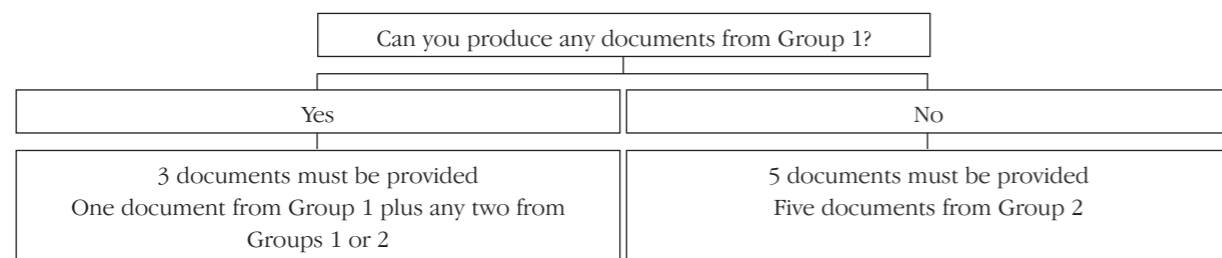 Can you produce any documents from Group 1?
Yes
No
3 documents must be provided
One document from Group 1 plus any two from
Groups 1 or 2
5 documents must be provided
Five documents from Group 2